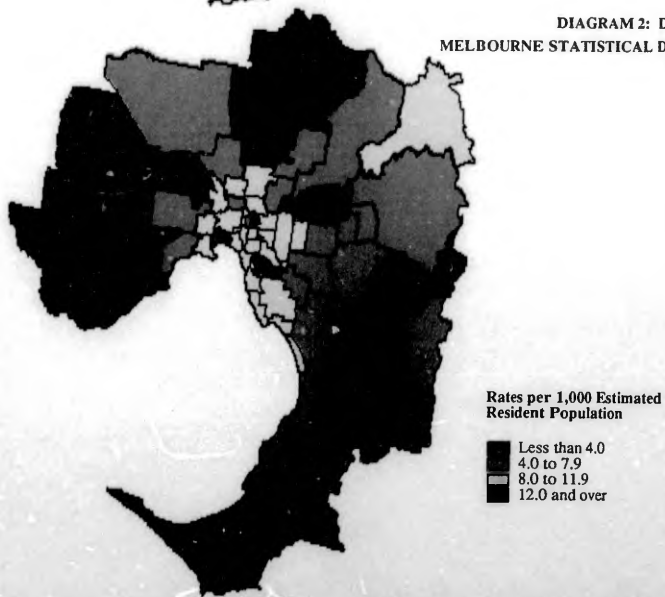 DIAGRAM 2: D
MELBOURNE STATISTICAL D
Rates per 1,000 Estimated
Resident Population
Less than 4.0
4.0 to 7.9
8.0 to 11.9
12.0 and over